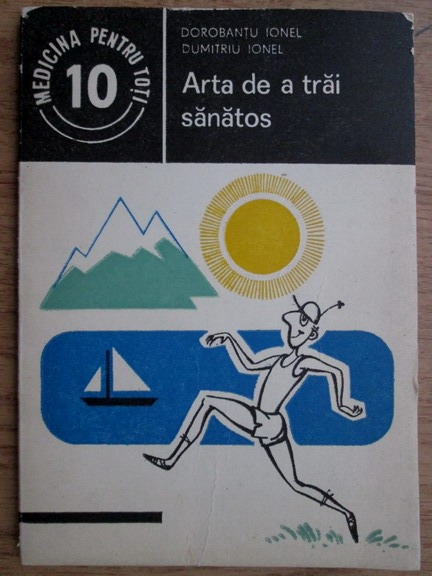 MEDICINA PENTRU TOȚI
10
DOROBANȚU IONEL
DUMITRIU IONEL
Arta de a trăi
sănătos